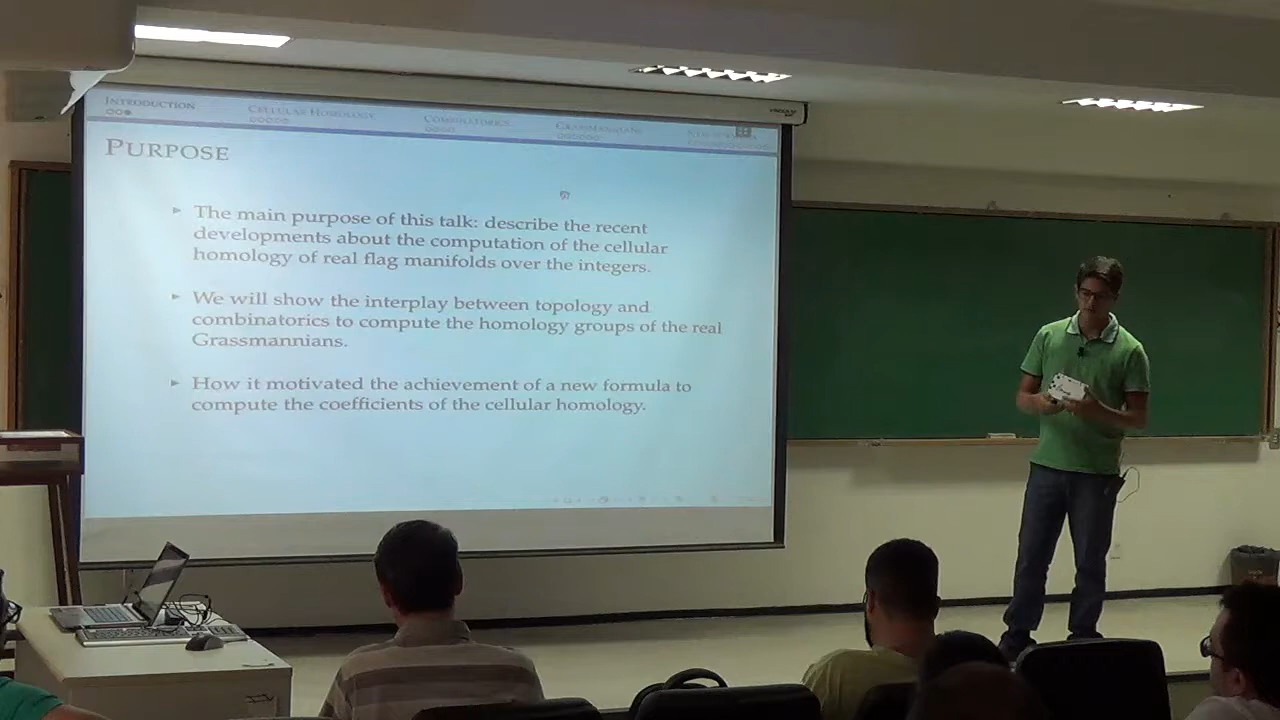 INTRODUCTION
CELLULAR HOMOLOGY
COMBINATORICS
GRASSMANNIANS
PURPOSE
The main purpose of this talk: describe the recent
developments about the computation of the cellular
homology of real flag manifolds over the integers.
We will show the interplay between topology and
combinatorics to compute the homology groups of the real
Grassmannians.
How it motivated the achievement of a new formula to
compute the coefficients of the cellular homology.